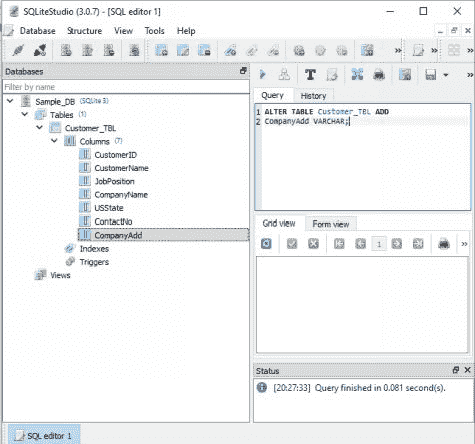 SQLiteStudio (3.0.7) - [SQL editor 1]
Database Structure View Tools Help
Databases
Filter by name
Sample_DB (SQLite 3)
Tables (1)
Customer_TBL
Columns (7)
CustomerID
CustomerName
JobPosition
CompanyName
USState
ContactNo
CompanyAdd
Indexes
Triggers
Views
Query History
1 ALTER TABLE Customer_TBL ADD
2 CompanyAdd VARCHAR;
Grid view Form view
1
Status
[20:27:33] Query finished in 0.081 second(s).
SQL editor 1